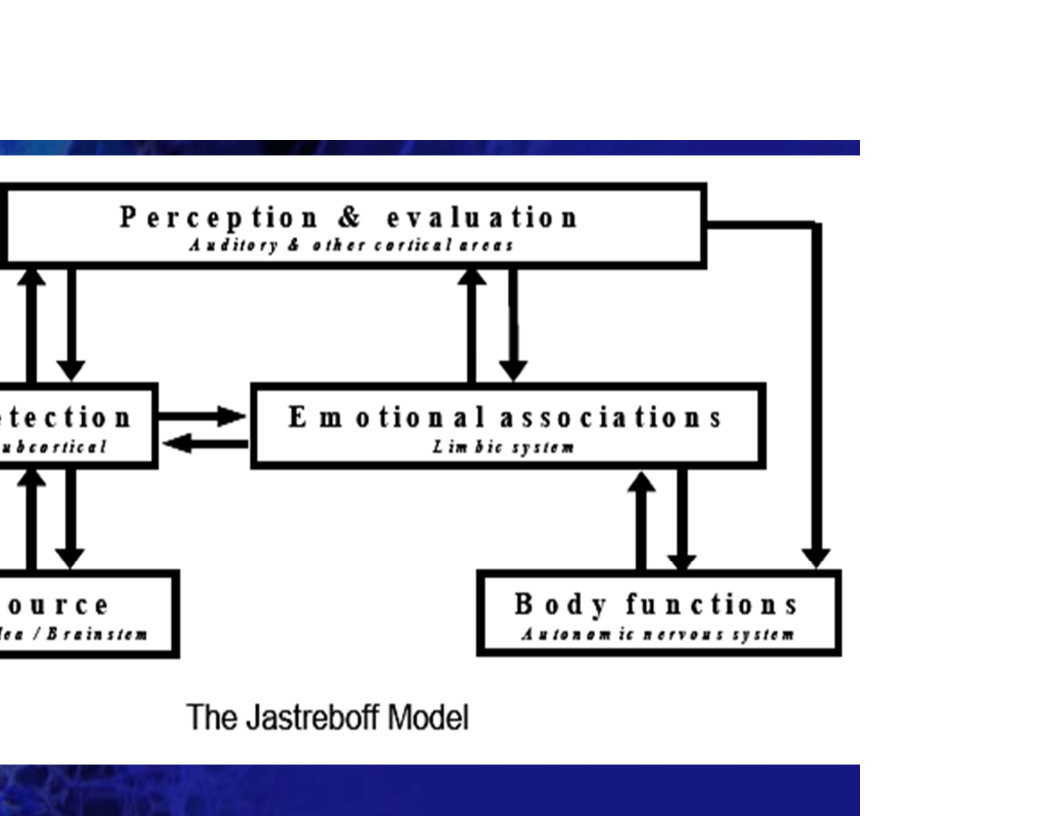 Perception & evaluation
Auditory & other cortical areas
etection
ubcortical
Emotional associations
Limbic system
ource
lea / Brainstem
Body functions
Autonomic nervous system
The Jastreboff Model